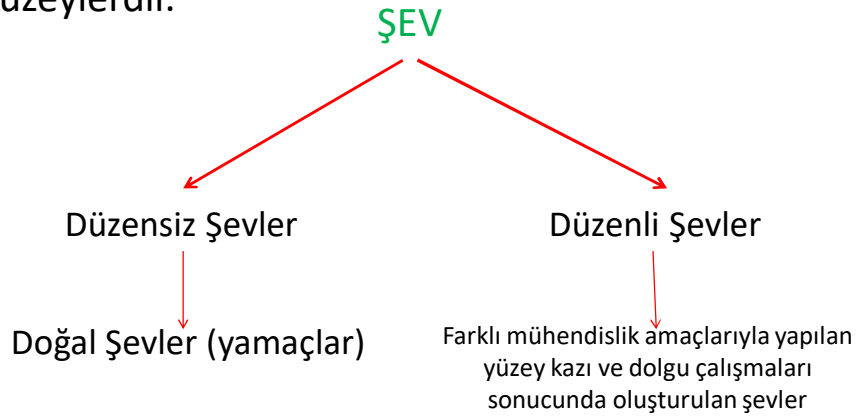 ŞEV
Düzensiz Şevler
Düzenli Şevler
Doğal Şevler (yamaçlar)
Farklı mühendislik amaçlarıyla yapılan
yüzey kazı ve dolgu çalışmaları
sonucunda oluşturulan şevler